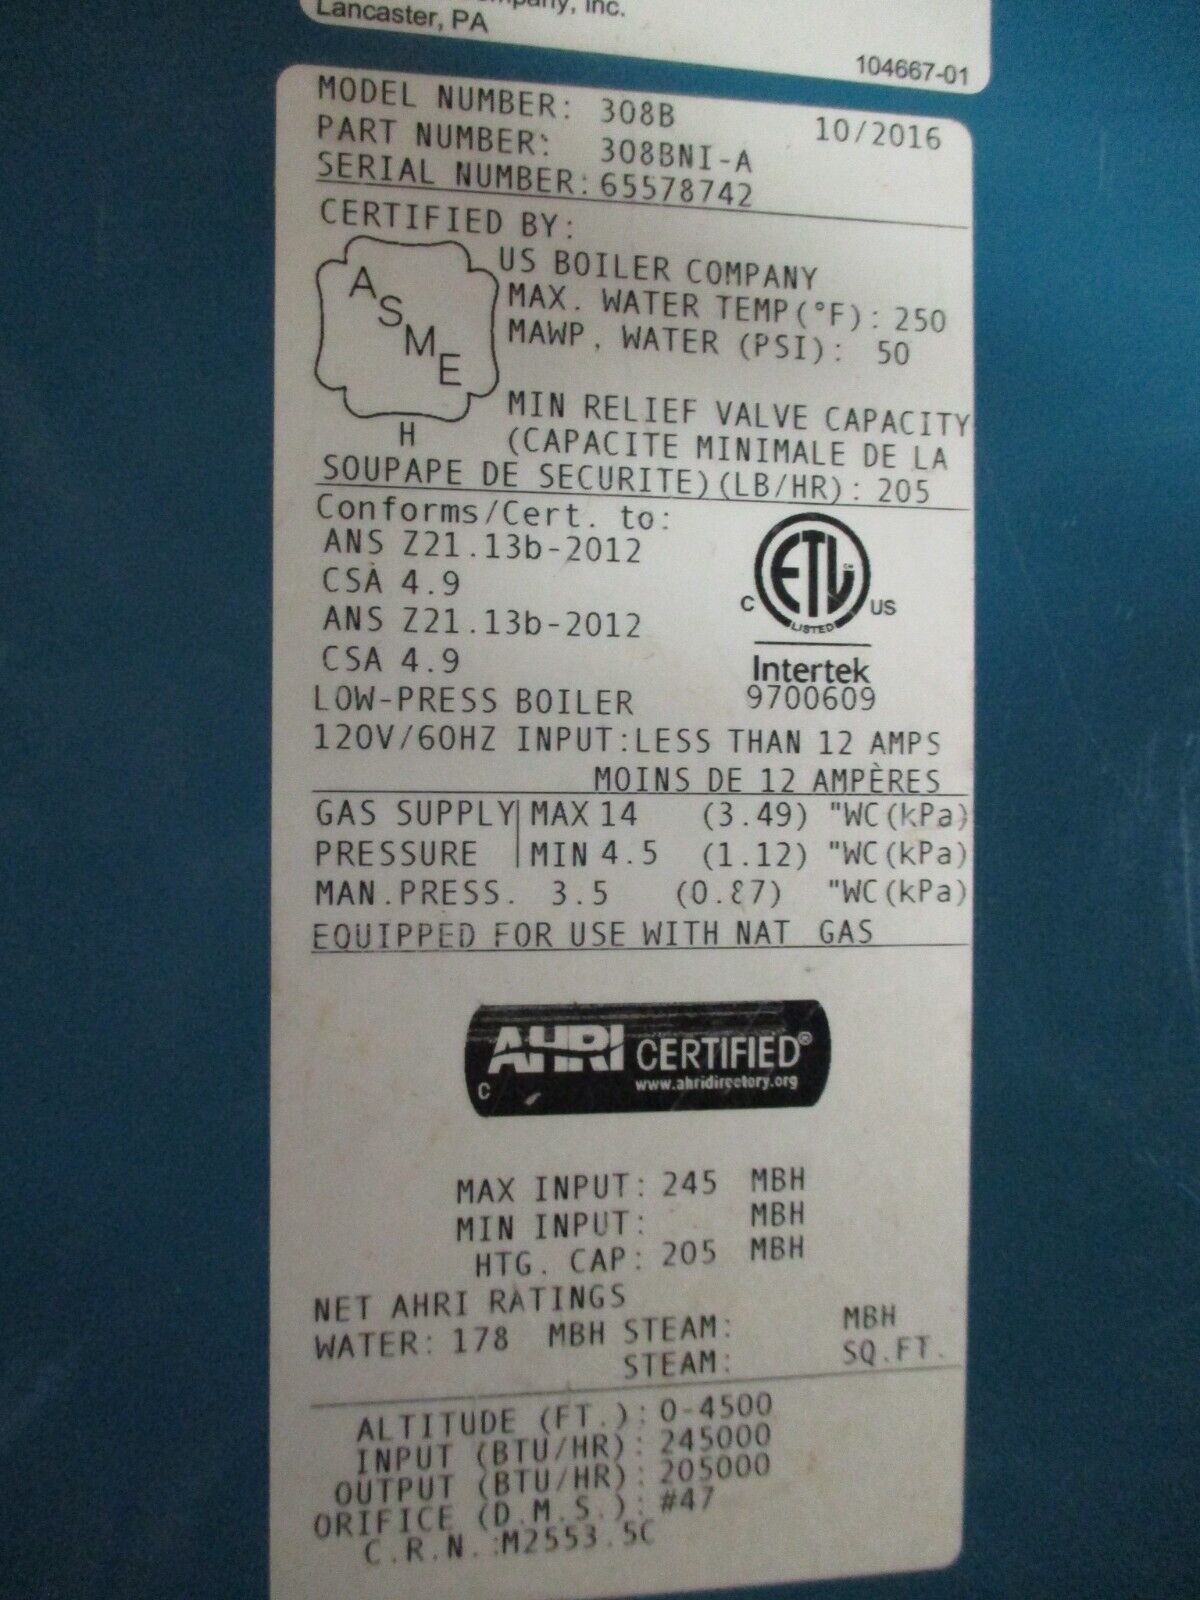 Company, Inc.
Lancaster, PA
104667-01
MODEL NUMBER: 308B 10/2016
PART NUMBER: 308BNI-A
SERIAL NUMBER: 65578742
CERTIFIED BY:
ASME
H
US BOILER COMPANY
MAX. WATER TEMP(°F): 250
MAWP, WATER (PSI): 50
MIN RELIEF VALVE CAPACITY
(CAPACITE MINIMALE DE LA
SOUPAPE DE SECURITE)(LB/HR): 205
Conforms/Cert. to:
ANS Z21.13b-2012
CSA 4.9
ANS Z21.13b-2012
CSA 4.9
ETL CM
C US
LISTED
Intertek
9700609
LOW-PRESS BOILER
120V/60HZ INPUT:LESS THAN 12 AMPS
MOINS DE 12 AMPÈRES
GAS SUPPLY MAX 14 (3.49) "WC(kPa)
PRESSURE MIN 4.5 (1.12) "WC(kPa)
MAN.PRESS. 3.5 (0.87) "WC(kPa)
EQUIPPED FOR USE WITH NAT GAS
AHRI CERTIFIED®
www.ahridirectory.org
C
MAX INPUT: 245 MBH
MIN INPUT: MBH
HTG. CAP: 205 MBH
NET AHRI RATINGS
WATER: 178 MBH STEAM: MBH
STEAM: SQ.FT.
ALTITUDE (FT.): 0-4500
INPUT (BTU/HR): 245000
OUTPUT (BTU/HR): 205000
ORIFICE (D.M.S.): #47
C.R.N.:M2553.5C